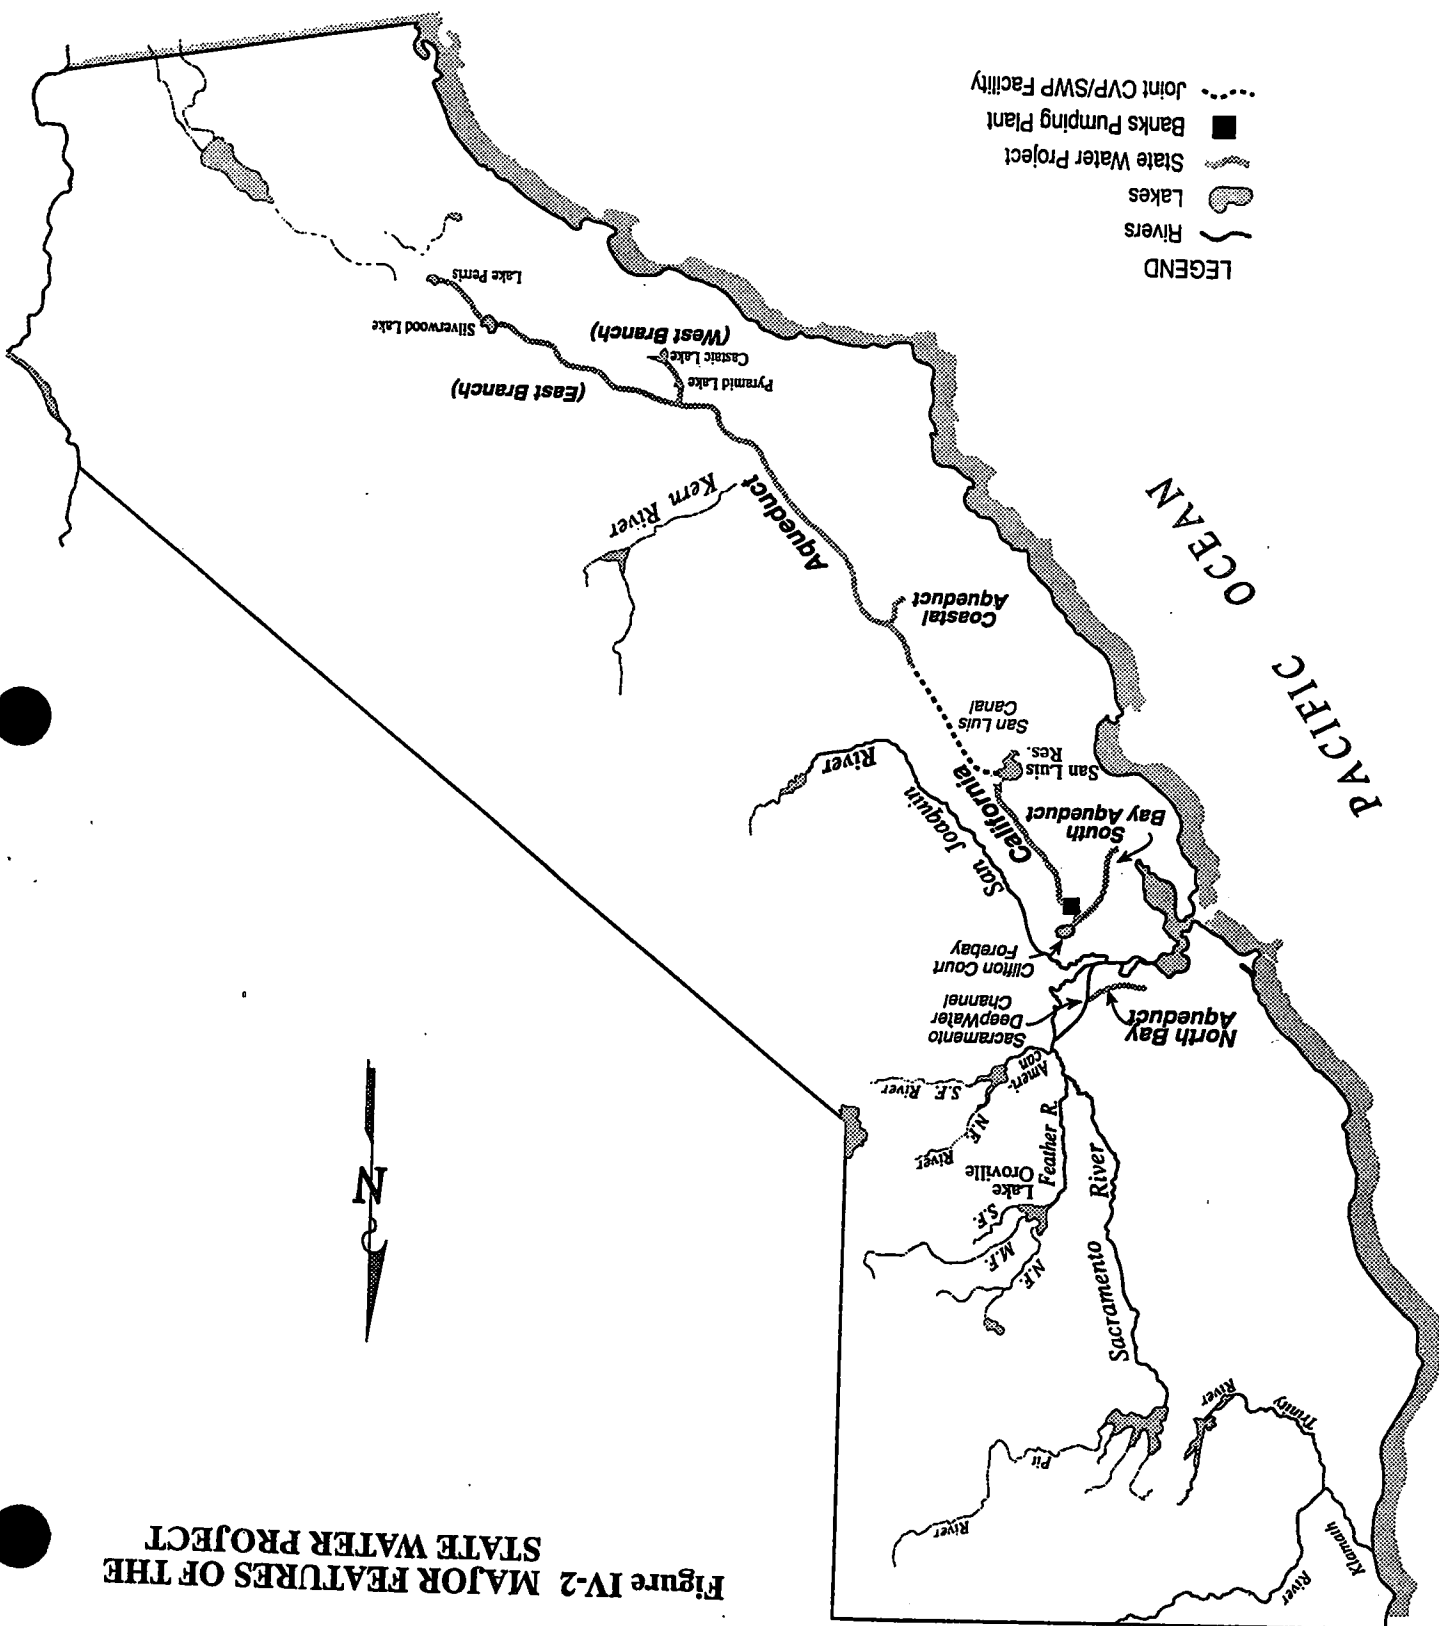 Figure IV-2 MAJOR FEATURES OF THE
STATE WATER PROJECT
River
Klamath
River
Pit
Trinity
River
Sacramento
River
N.F.
M.F.
S.F.
Lake
Oroville
Feather R.
N.F.
River
S.F. River
Ameri-
can
N
Sacramento
DeepWater
Channel
North Bay
Aqueduct
Clifton Court
Forebay
South
Bay Aqueduct
San Joaquin
River
California
San Luis
Res.
San Luis
Canal
PACIFIC OCEAN
Coastal
Aqueduct
Aqueduct
Kern River
(East Branch)
Pyramid Lake
Castaic Lake
(West Branch)
Silverwood Lake
Lake Perris
LEGEND
Rivers
Lakes
State Water Project
Banks Pumping Plant
Joint CVP/SWP Facility